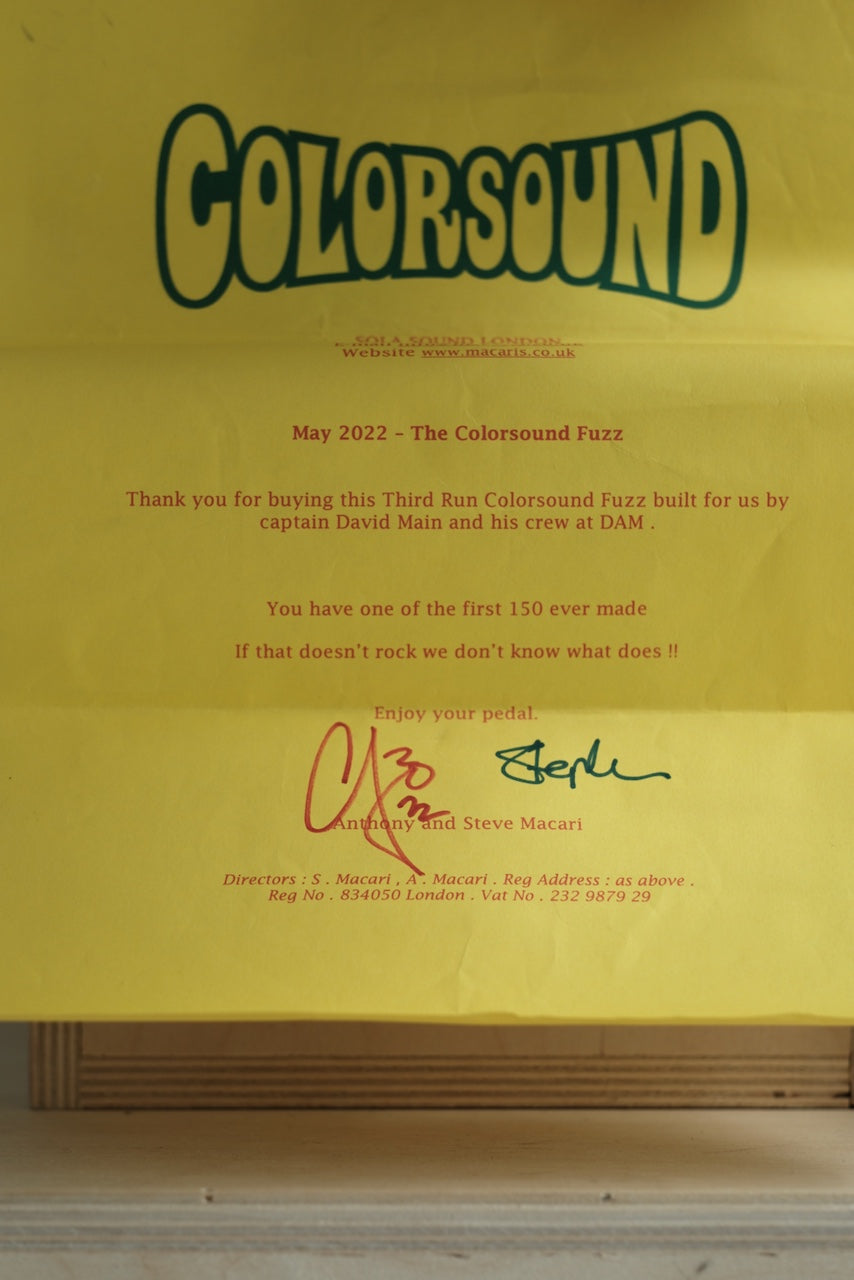 COLORSOUND
SOLA SOUND LONDON
Website www.macaris.co.uk
May 2022 – The Colorsound Fuzz
Thank you for buying this Third Run Colorsound Fuzz built for us by
captain David Main and his crew at DAM .
You have one of the first 150 ever made
If that doesn't rock we don't know what does !!
Enjoy your pedal.
Stephen
Anthony and Steve Macari
Directors : S . Macari , A . Macari . Reg Address : as above .
Reg No . 834050 London . Vat No . 232 9879 29